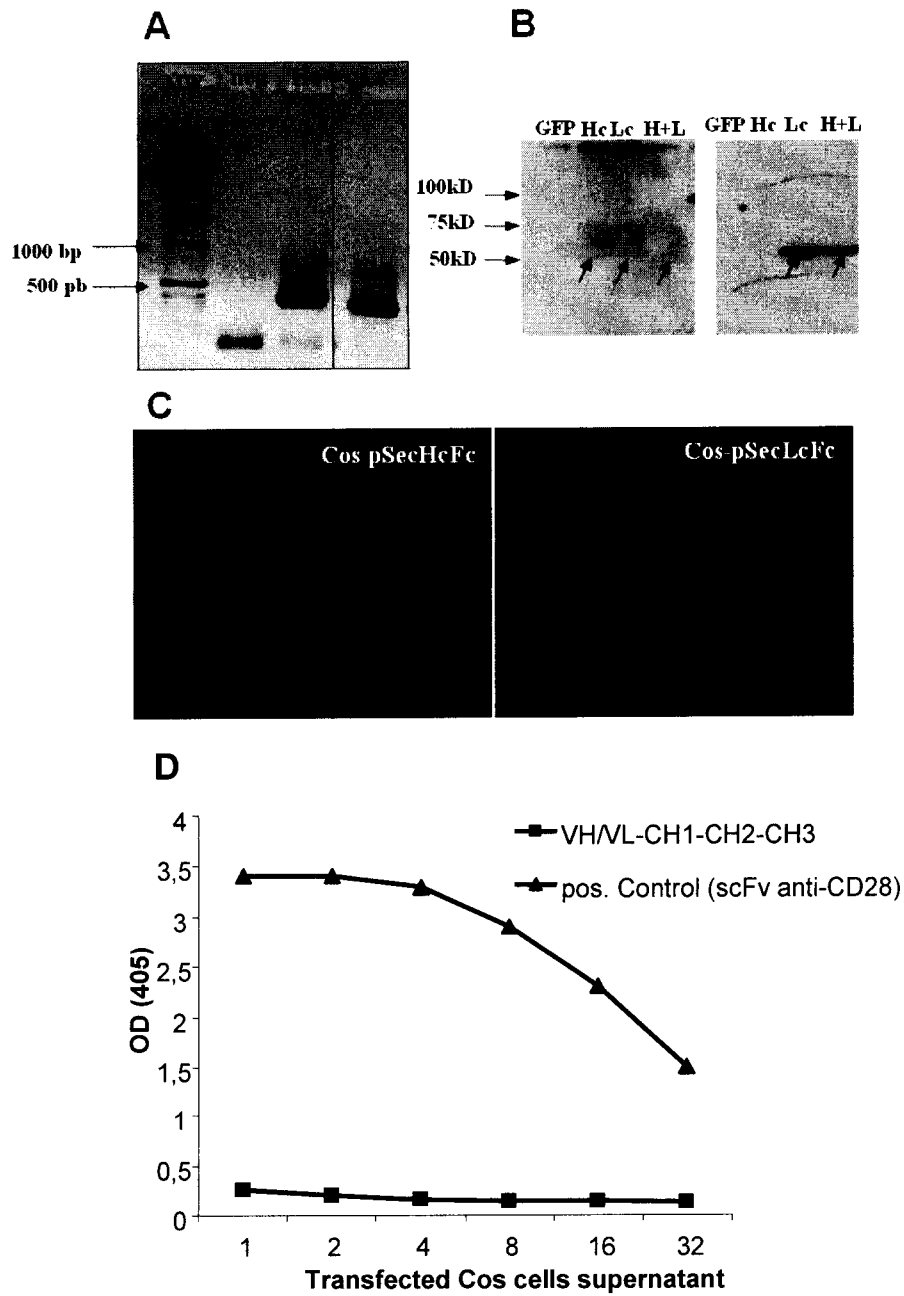 A
B
GFP Hc Lc H+L
GFP Hc Lc H+L
100kD
75kD
50kD
1000 bp
500 pb
C
Cos pSecHcFc
Cos-pSecLcFc
D
4
3,5
3
2,5
2
1,5
1
0,5
0
OD (405)
VH/VL-CH1-CH2-CH3
pos. Control (scFv anti-CD28)
1 2 4 8 16 32
Transfected Cos cells supernatant